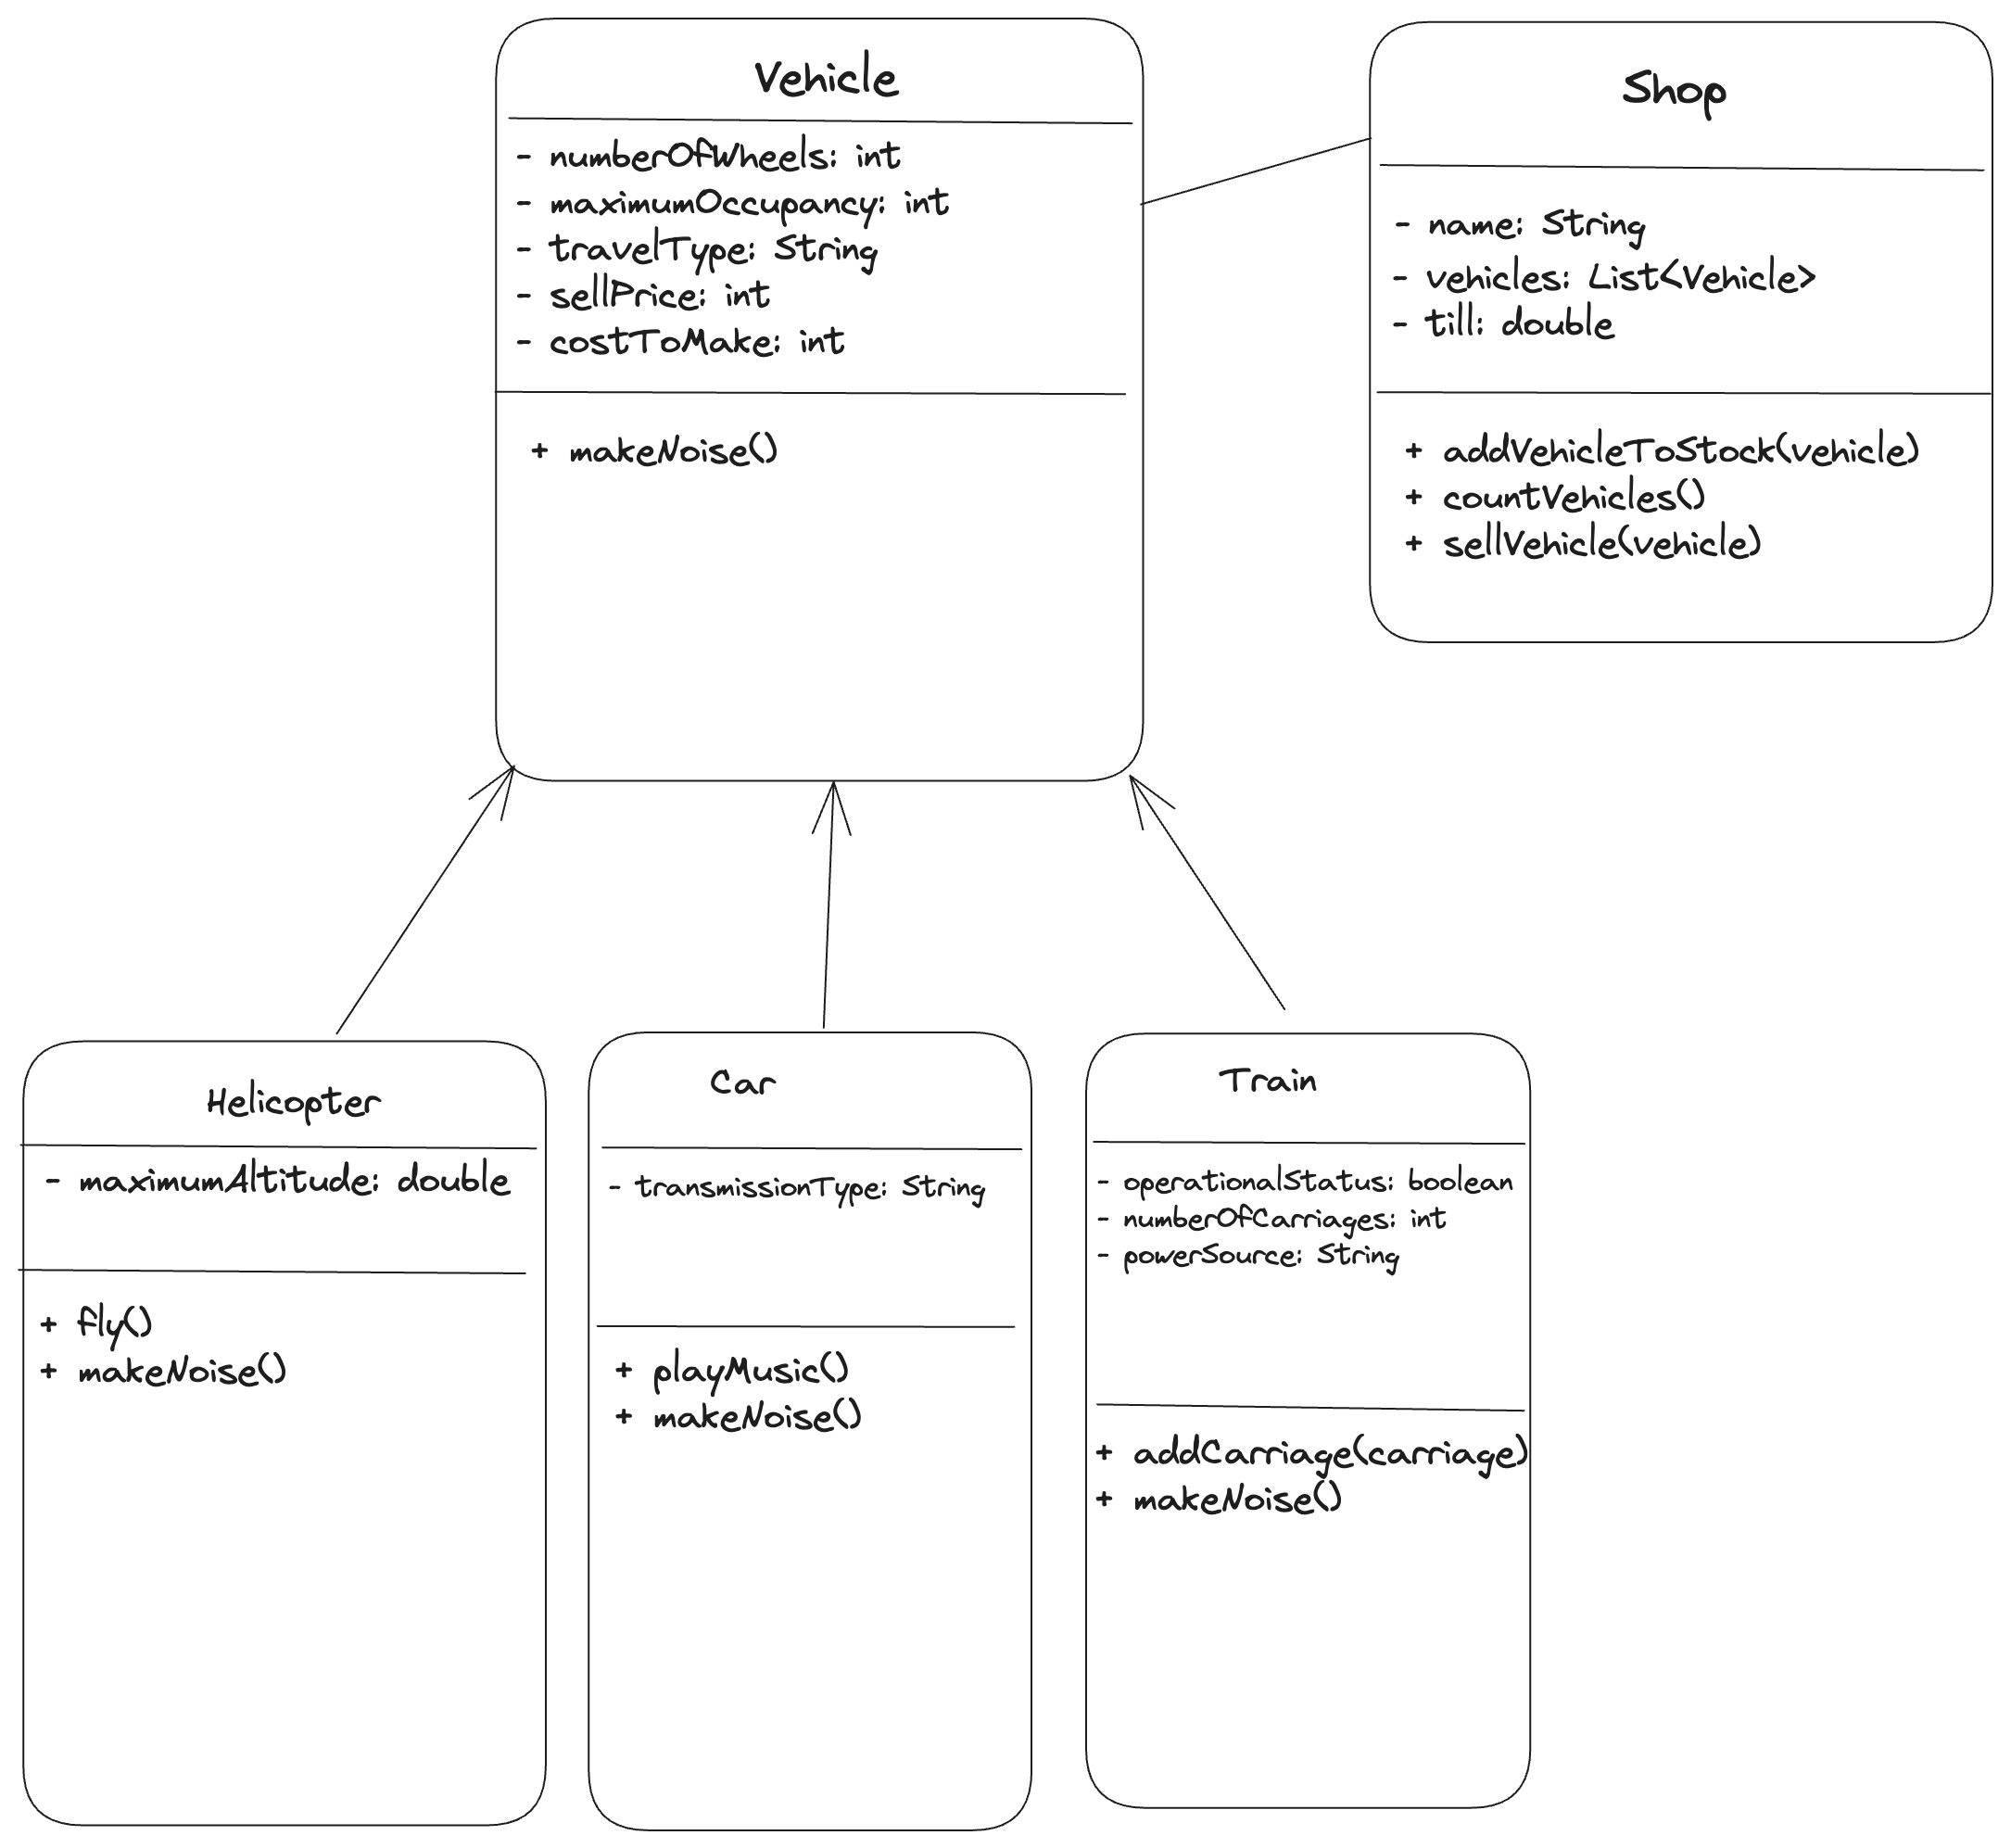 Vehicle
- numberOfWheels: int
- maximumOccupancy: int
- travelType: String
- sellPrice: int
- costToMake: int
+ makeNoise()
Shop
- name: String
- vehicles: List<Vehicle>
- till: double
+ addVehicleToStock(vehicle)
+ countVehicles()
+ sellVehicle(vehicle)
Helicopter
- maximumAltitude: double
+ fly()
+ makeNoise()
Car
- transmissionType: String
+ playMusic()
+ makeNoise()
Train
- operationalStatus: boolean
- numberOfCarriages: int
- powerSource: String
+ addCarriage(carriage)
+ makeNoise()